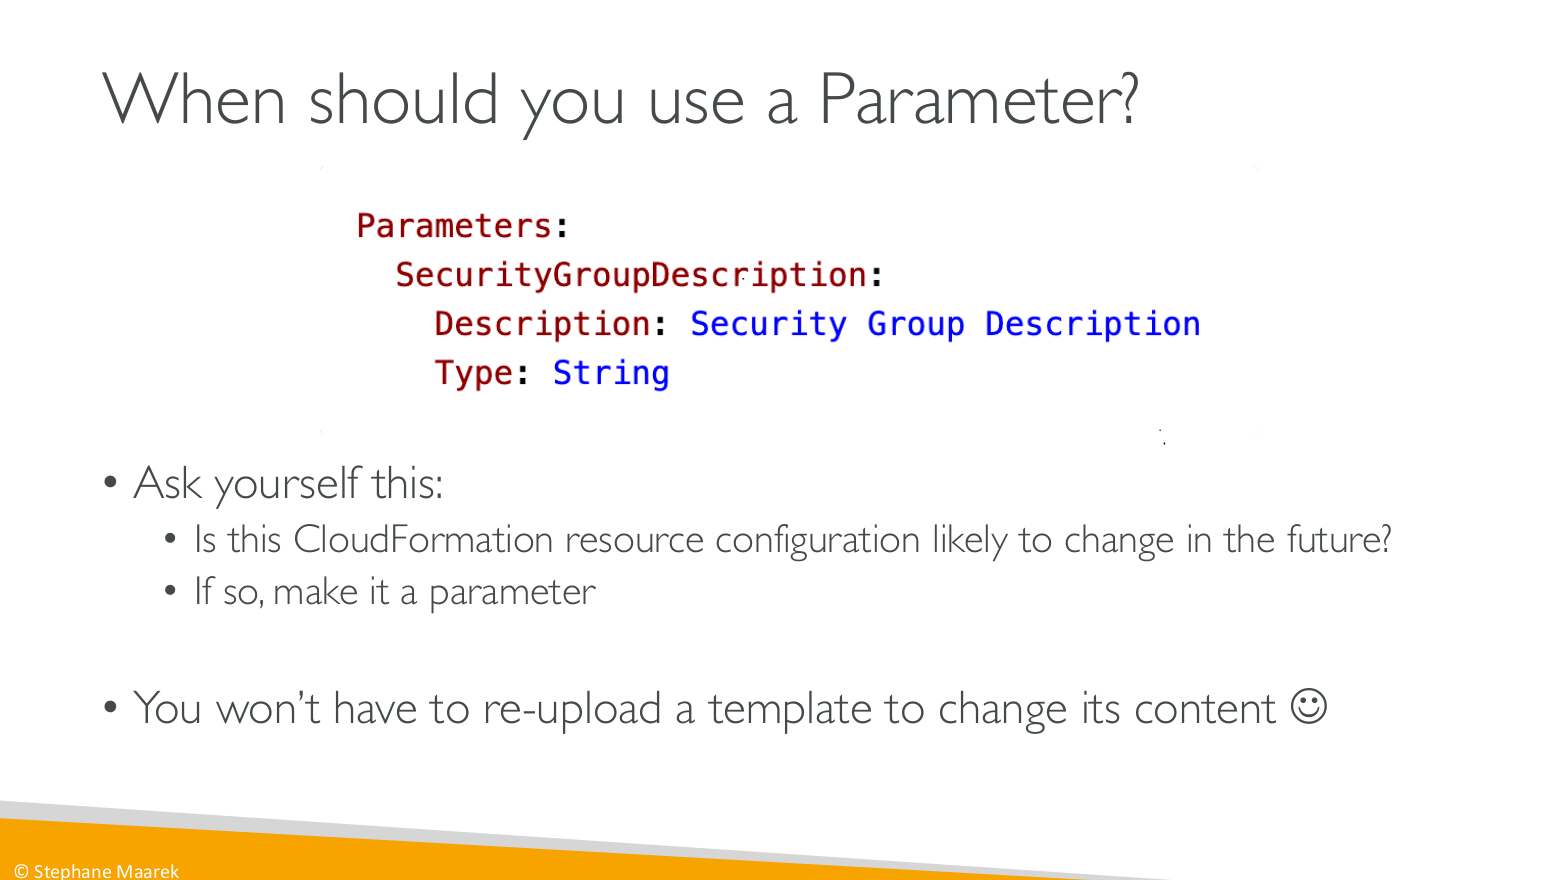 When should you use a Parameter?
Parameters:
SecurityGroupDescription:
Description: Security Group Description
Type: String
• Ask yourself this:
• Is this CloudFormation resource configuration likely to change in the future?
• If so, make it a parameter
• You won’t have to re-upload a template to change its content ☺
© Stephane Maarek